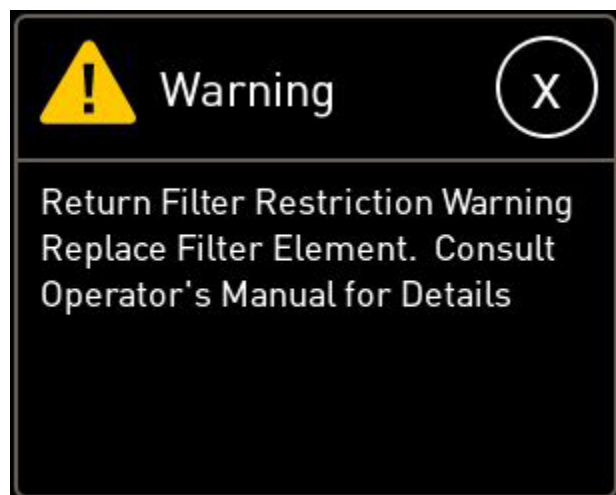 ! Warning X
Return Filter Restriction Warning
Replace Filter Element.  Consult
Operator's Manual for Details